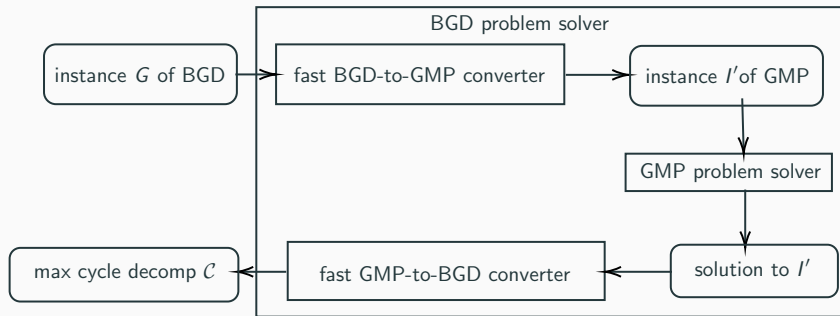 BGD problem solver
instance G of BGD
fast BGD-to-GMP converter
instance I′of GMP
GMP problem solver
max cycle decomp 𝒞
fast GMP-to-BGD converter
solution to I′